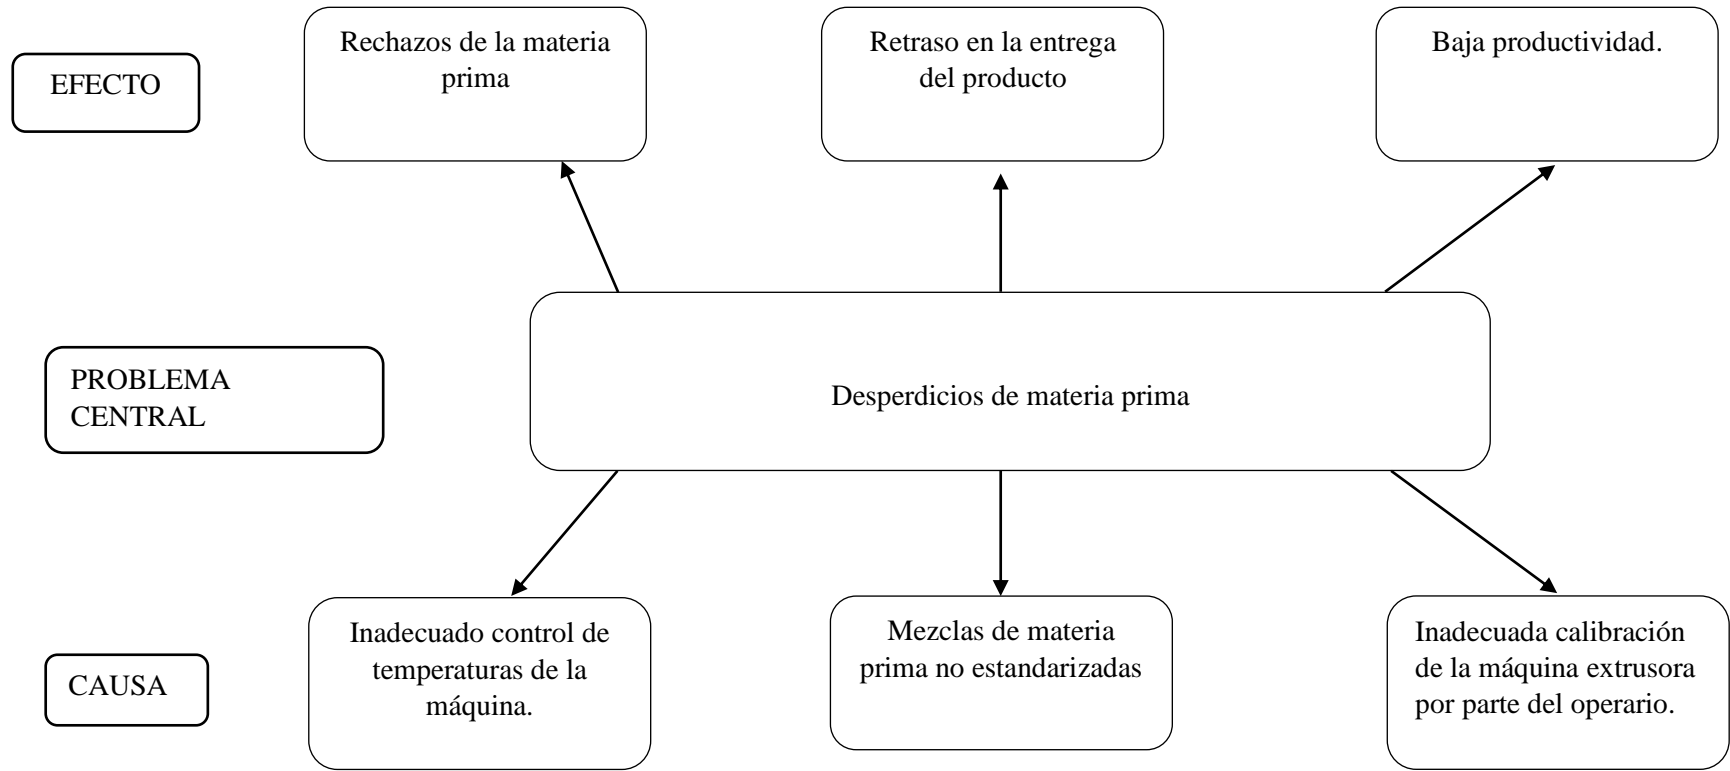 EFECTO
Rechazos de la materia
prima
Retraso en la entrega
del producto
Baja productividad.
PROBLEMA
CENTRAL
Desperdicios de materia prima
CAUSA
Inadecuado control de
temperaturas de la
máquina.
Mezclas de materia
prima no estandarizadas
Inadecuada calibración
de la máquina extrusora
por parte del operario.